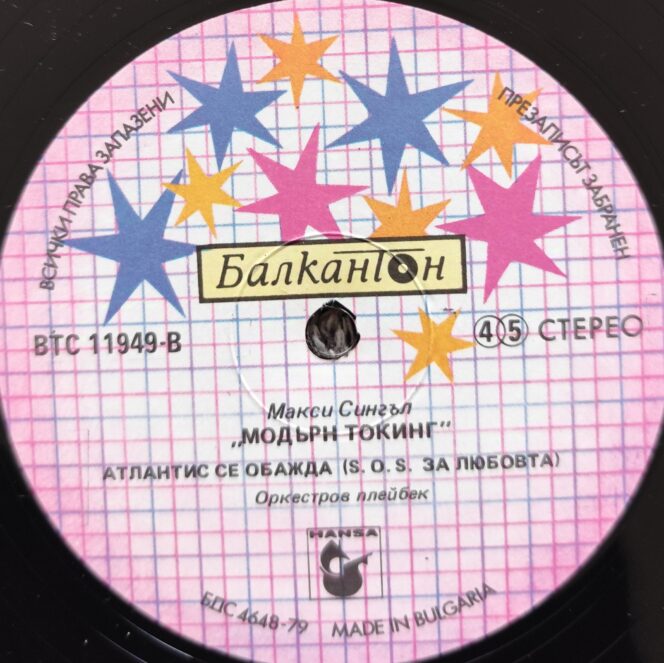 ВСИЧКИ ПРАВА ЗАПАЗЕНИ
ПРЕЗАПИСЪТ ЗАБРАНЕН
Балкантон
ВТС 11949-В
45 СТЕРЕО
Макси Сингъл
„МОДЪРН ТОКИНГ"
АТЛАНТИС СЕ ОБАЖДА (S. O. S. ЗА ЛЮБОВТА)
Оркестров плейбек
HANSA
БДС 4648-79 MADE IN BULGARIA